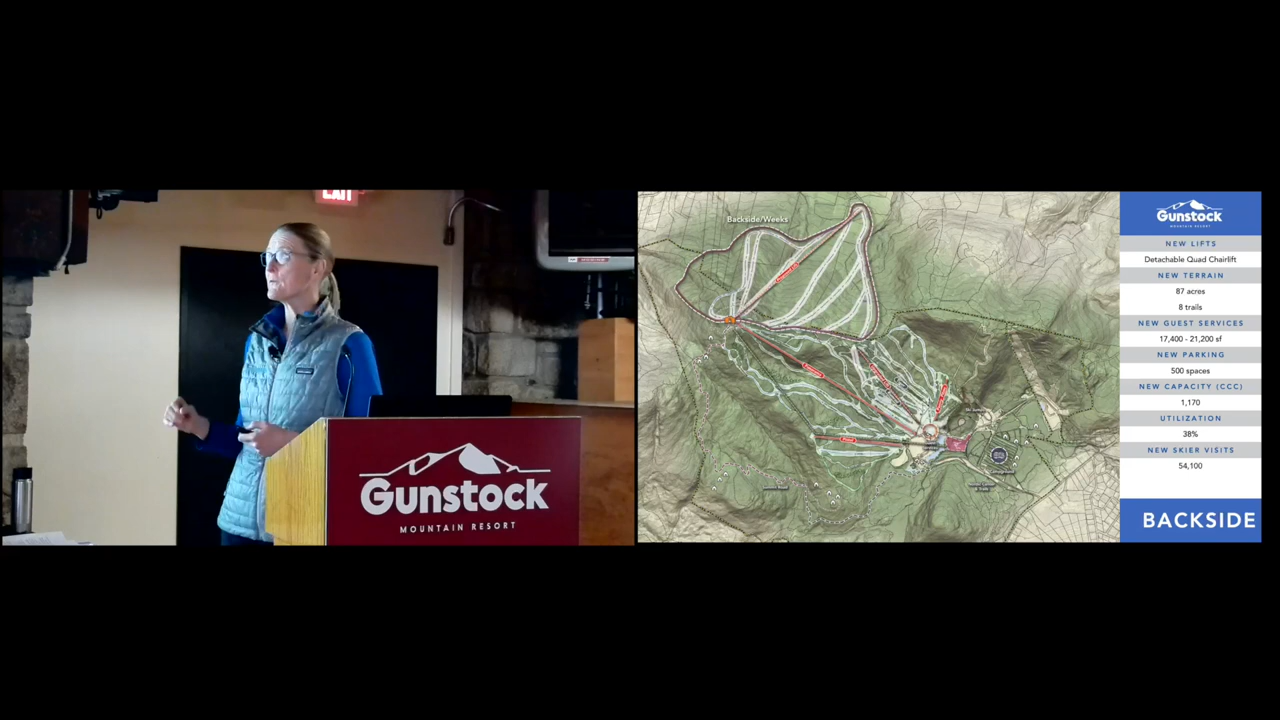 EXIT
Gunstock
MOUNTAIN RESORT
Backside/Weeks
Gunstock
MOUNTAIN RESORT
NEW LIFTS
Detachable Quad Chairlift
NEW TERRAIN
87 acres
8 trails
NEW GUEST SERVICES
17,400 - 21,200 sf
NEW PARKING
500 spaces
NEW CAPACITY (CCC)
1,170
UTILIZATION
38%
NEW SKIER VISITS
54,100
BACKSIDE